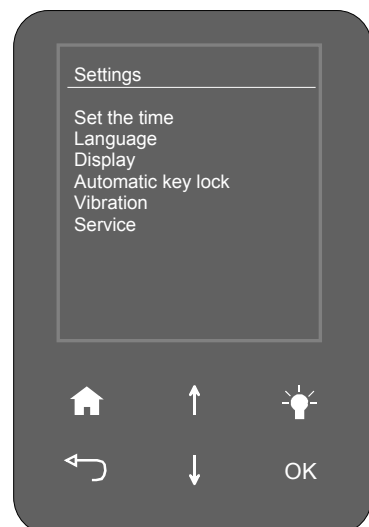 Settings
Set the time
Language
Display
Automatic key lock
Vibration
Service
OK